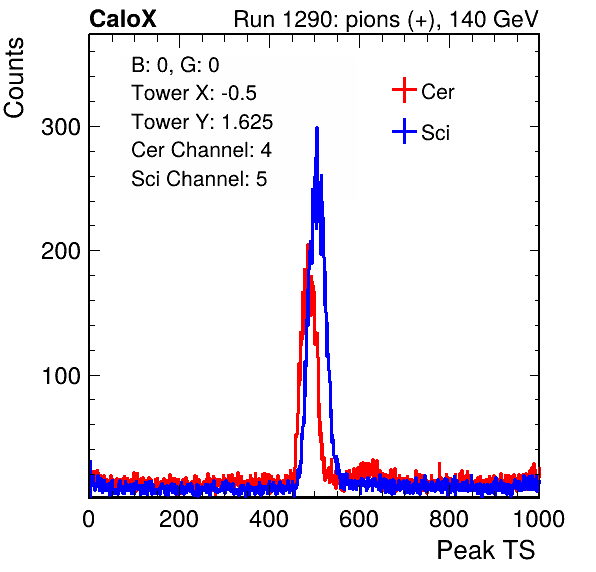 CaloX Run 1290: pions (+), 140 GeV
Counts
B: 0, G: 0
Tower X: -0.5
Tower Y: 1.625
Cer Channel: 4
Sci Channel: 5
Cer
Sci
300
200
100
0 200 400 600 800 1000
Peak TS